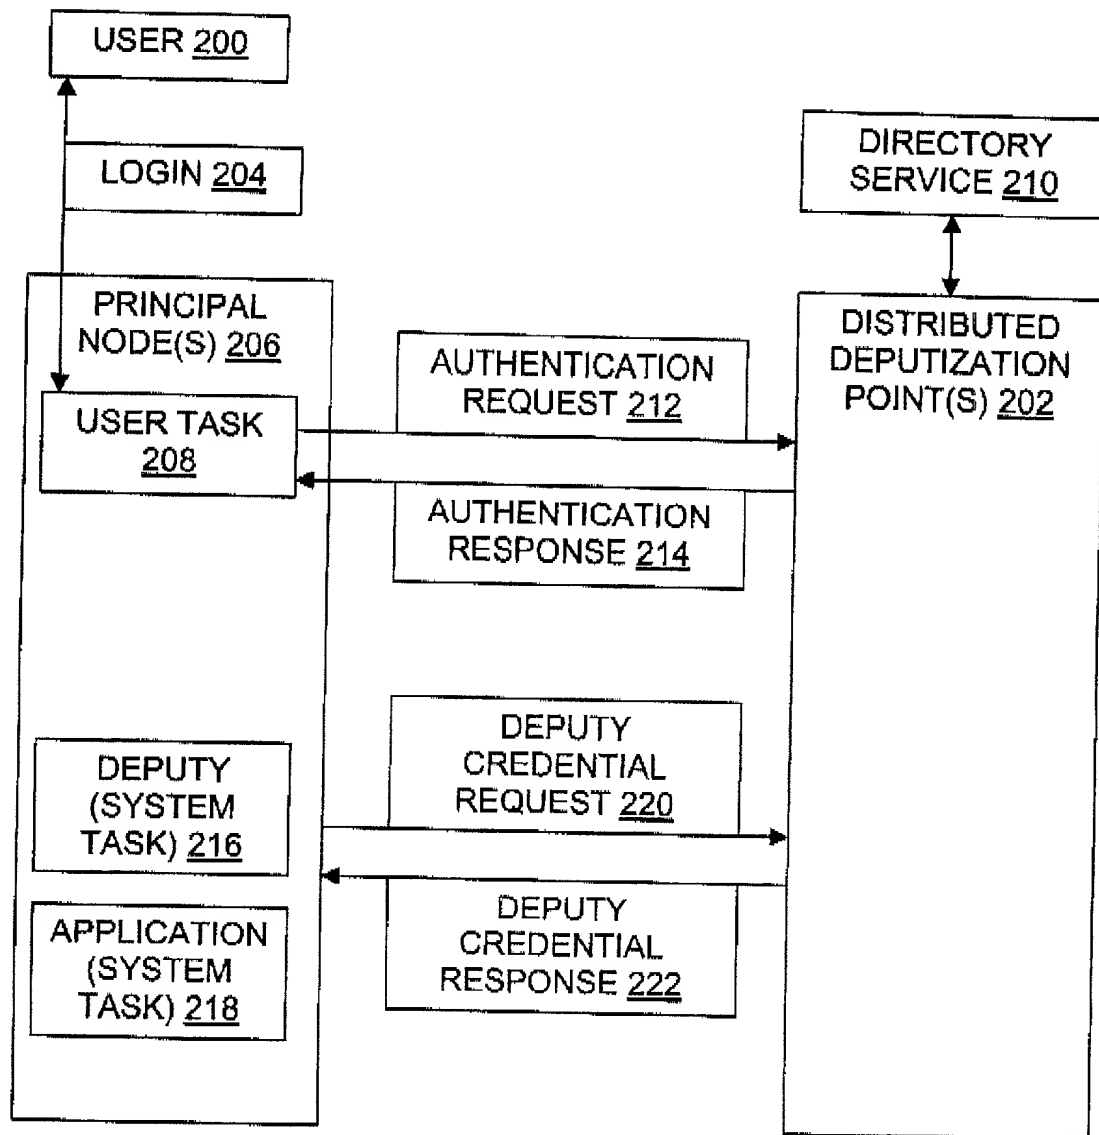 USER 200
LOGIN 204
DIRECTORY
SERVICE 210
PRINCIPAL
NODE(S) 206
USER TASK
208
AUTHENTICATION
REQUEST 212
AUTHENTICATION
RESPONSE 214
DISTRIBUTED
DEPUTIZATION
POINT(S) 202
DEPUTY
(SYSTEM
TASK) 216
APPLICATION
(SYSTEM
TASK) 218
DEPUTY
CREDENTIAL
REQUEST 220
DEPUTY
CREDENTIAL
RESPONSE 222